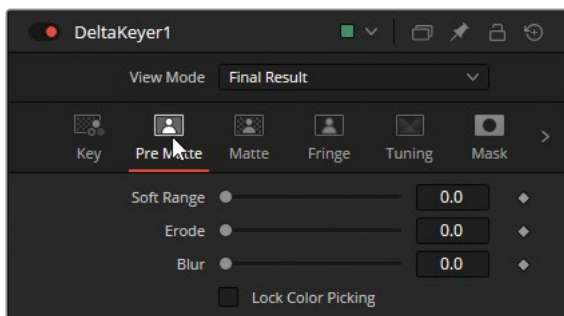 DeltaKeyer1
View Mode Final Result
Key Pre Matte Matte Fringe Tuning Mask
Soft Range 0.0
Erode 0.0
Blur 0.0
Lock Color Picking